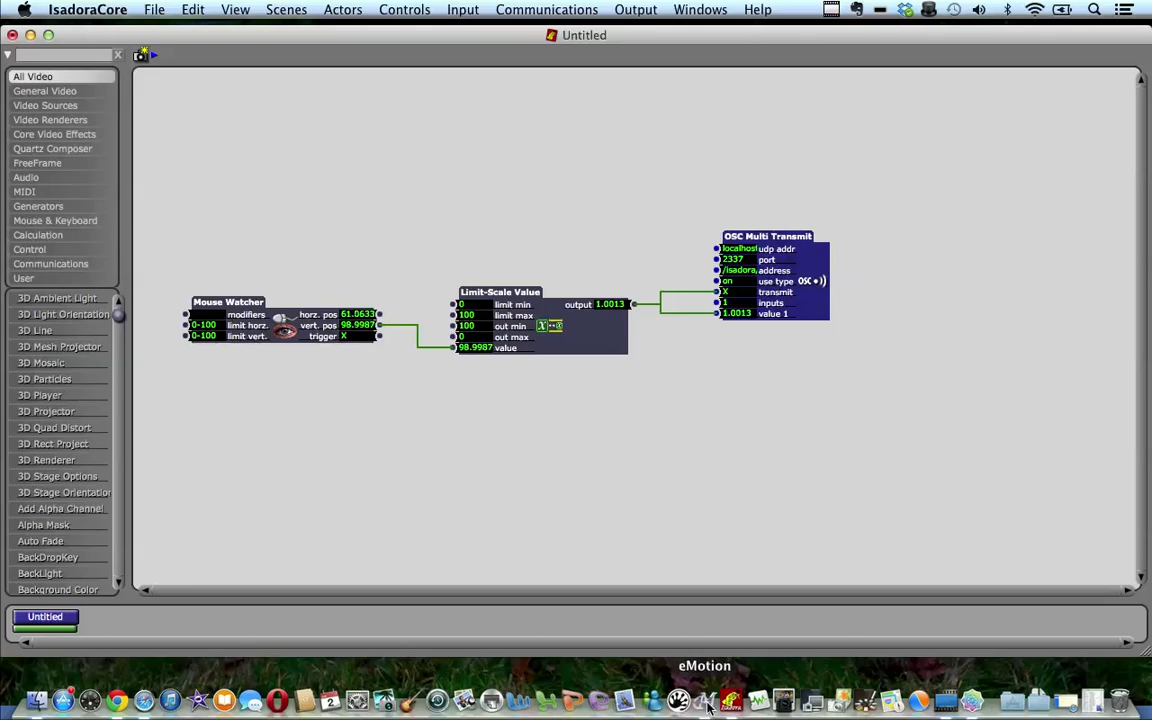 IsadoraCore File Edit View Scenes Actors Controls Input Communications Output Windows Help
Untitled
All Video
General Video
Video Sources
Video Renderers
Core Video Effects
Quartz Composer
FreeFrame
Audio
MIDI
Generators
Mouse & Keyboard
Calculation
Control
Communications
User
3D Ambient Light
3D Light Orientation
3D Line
3D Mesh Projector
3D Mosaic
3D Particles
3D Player
3D Projector
3D Quad Distort
3D Rect Project
3D Renderer
3D Stage Options
3D Stage Orientation
Add Alpha Channel
Alpha Mask
Auto Fade
BackDropKey
BackLight
Background Color
Mouse Watcher
modifiers horz. pos 61.0633
0-100 limit horz. vert. pos 98.9987
0-100 limit vert. trigger X
Limit-Scale Value
0 limit min output 1.0013
100 limit max
100 out min
0 out max
98.9987 value
OSC Multi Transmit
localhost udp addr
2337 port
/isadora, address
on use type OSC
X transmit
1 inputs
1.0013 value 1
Untitled
eMotion